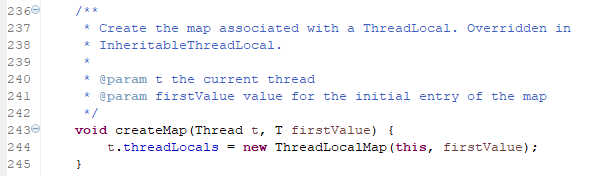 236 /**
237 * Create the map associated with a ThreadLocal. Overridden in
238 * InheritableThreadLocal.
239 *
240 * @param t the current thread
241 * @param firstValue value for the initial entry of the map
242 */
243 void createMap(Thread t, T firstValue) {
244 t.threadLocals = new ThreadLocalMap(this, firstValue);
245 }